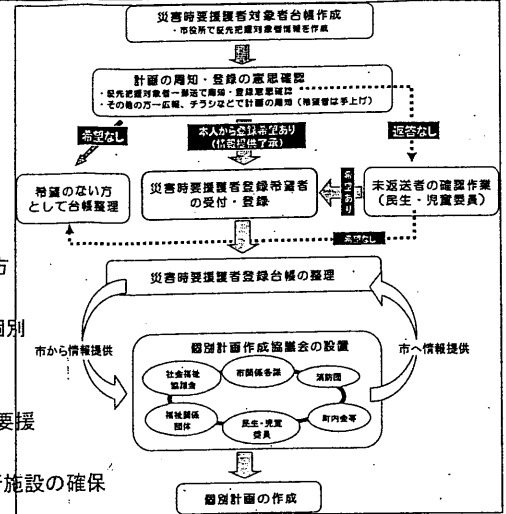 災害時要援護者対象者台帳作成
・市役所で優先把握対象者情報を作成
計画の周知・登録の意思確認
・優先把握対象者ー郵送で周知・登録意思確認
・その他の方ー広報、チラシなどで計画の周知（希望者は手上げ）
希望なし
本人から登録希望あり
（情報提供了承）
返答なし
希望のない方
として台帳整理
災害時要援護者登録希望者
の受付・登録
希望あり
未返送者の確認作業
（民生・児童委員）
希望なし
方
災害時要援護者登録台帳の整理
個別
市から情報提供
個別計画作成協議会の設置
市へ情報提供
社会福祉
協議会
市関係各課
消防団
福祉関係
団体
民生・児童
委員
町内会等
要援
施設の確保
個別計画の作成